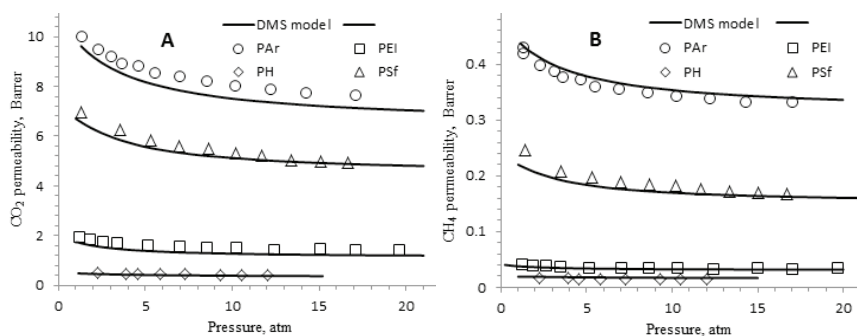 DMS model
A
PAr
PEI
PH
PSf
10
8
6
4
2
0
CO2 permeability, Barrer
0
5
10
15
20
Pressure, atm
DMS model
B
PAr
PEI
PH
PSf
0.4
0.3
0.2
0.1
0
CH4 permeability, Barrer
0
5
10
15
20
Pressure, atm